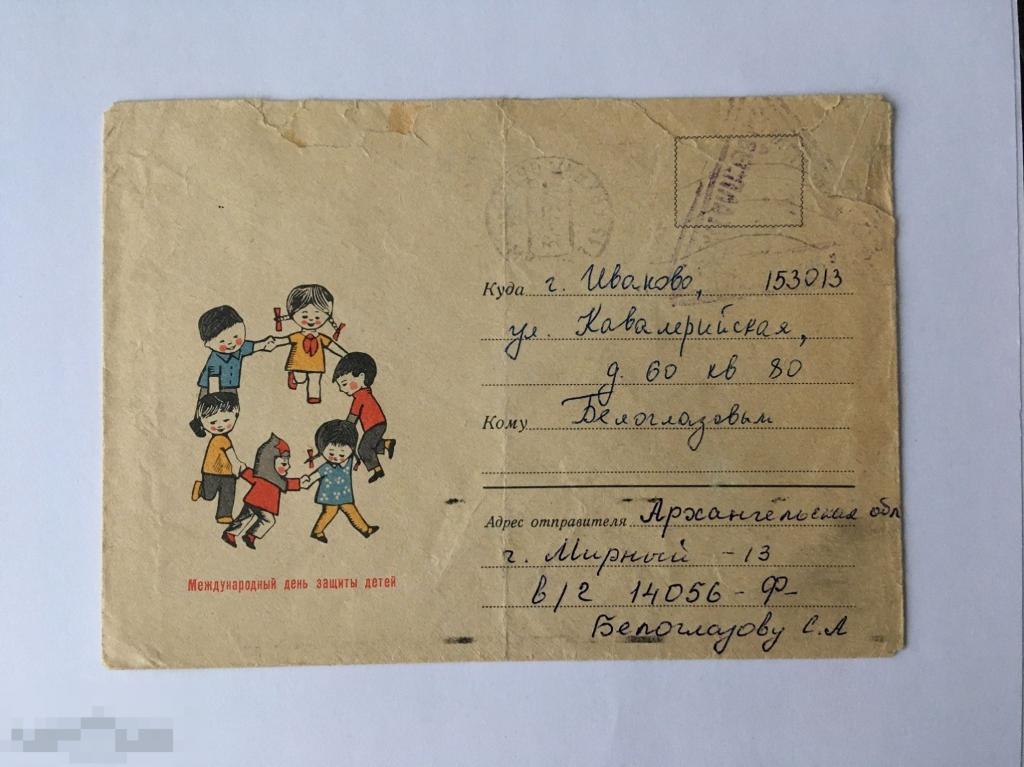 Куда г. Иваново, 153013
ул. Кавалерийская,
д. 60 кв 80
Кому Белоглазовым
Адрес отправителя Архангельская обл
г. Мирный -13
в/г 14056-Ф-
Белоглазову С.Л
Международный день защиты детей